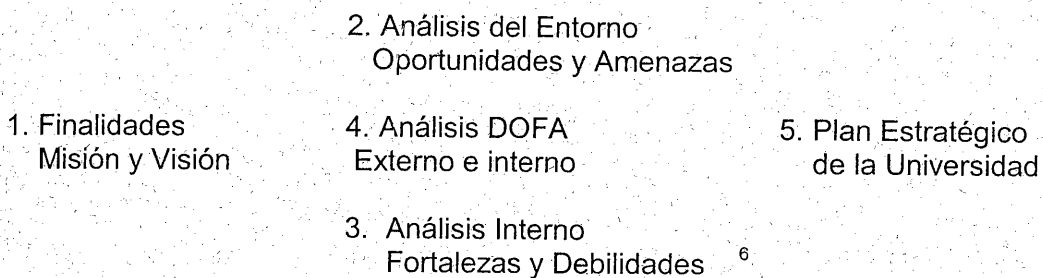 2. Análisis del Entorno
Oportunidades y Amenazas
1. Finalidades
Misión y Visión
4. Análisis DOFA
Externo e interno
5. Plan Estratégico
de la Universidad
3. Análisis Interno
Fortalezas y Debilidades 6